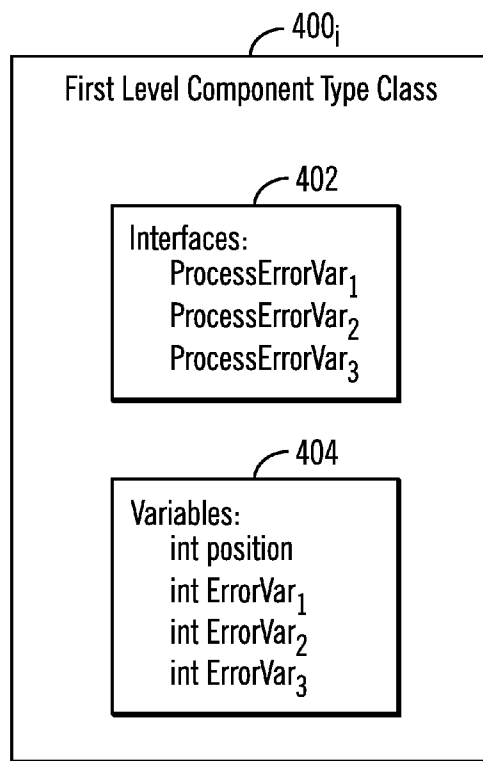 400i
First Level Component Type Class
402
Interfaces:
ProcessErrorVar1
ProcessErrorVar2
ProcessErrorVar3
404
Variables:
int position
int ErrorVar1
int ErrorVar2
int ErrorVar3